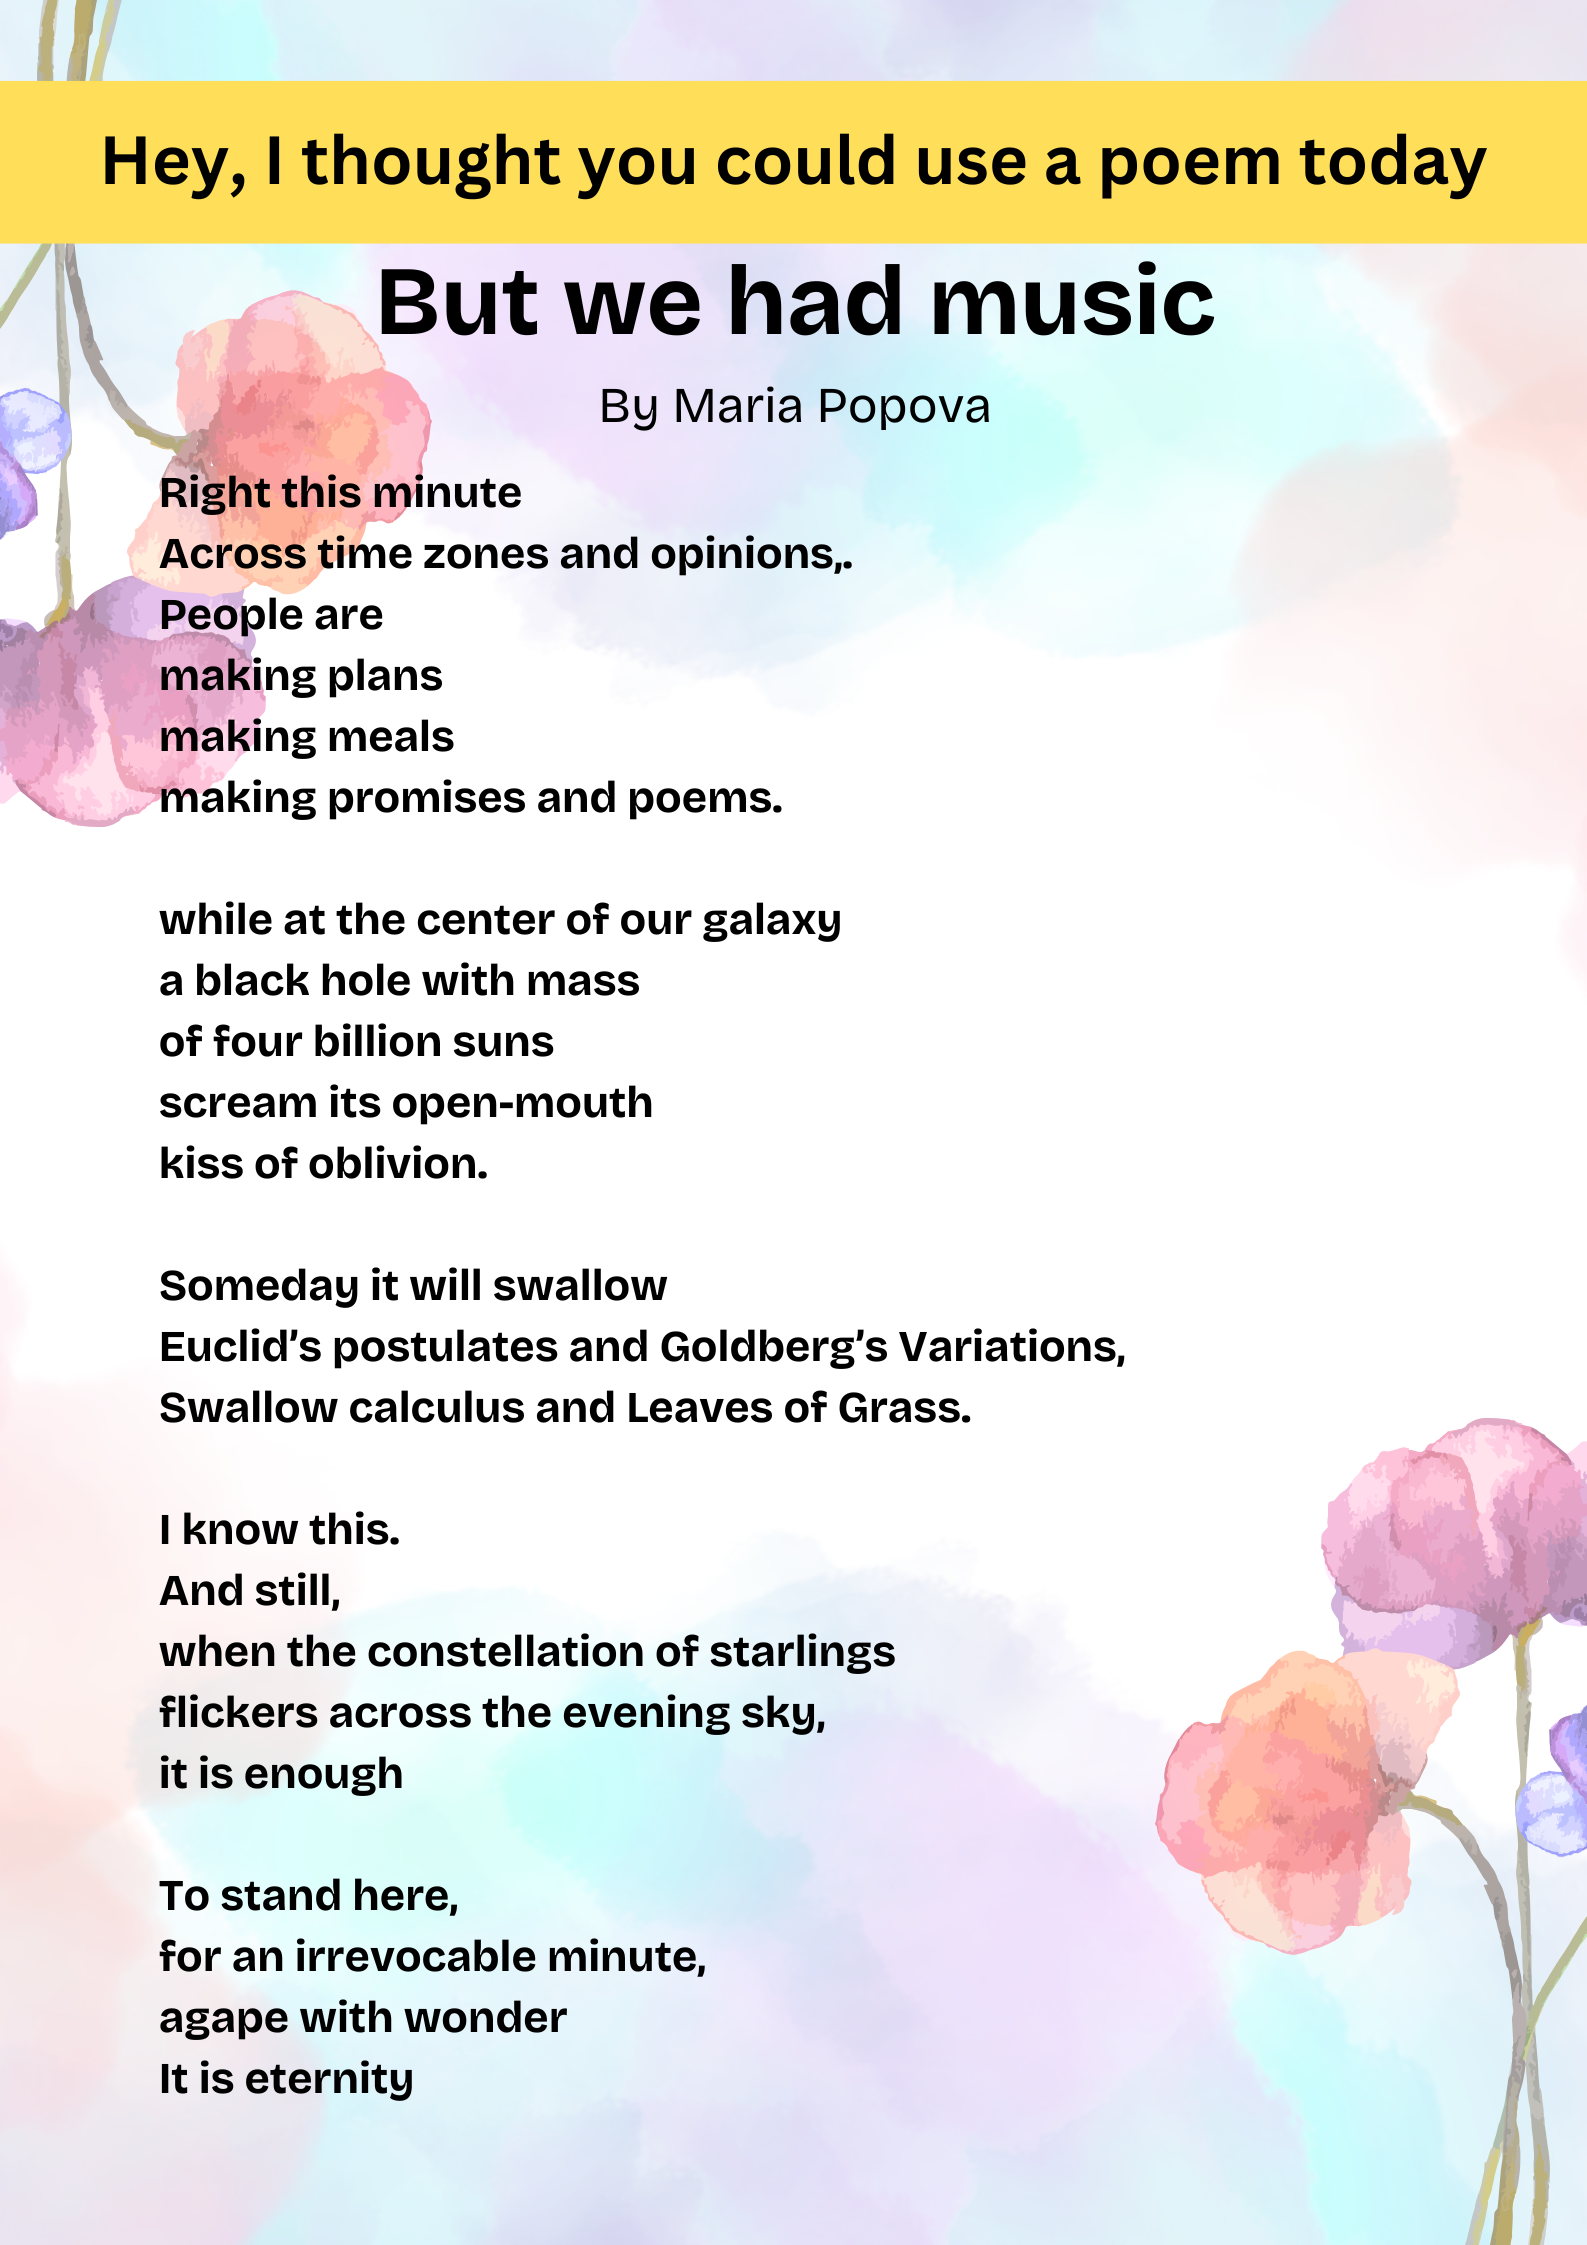 Hey, I thought you could use a poem today
But we had music
By Maria Popova
Right this minute
Across time zones and opinions,.
People are
making plans
making meals
making promises and poems.
while at the center of our galaxy
a black hole with mass
of four billion suns
scream its open-mouth
kiss of oblivion.
Someday it will swallow
Euclid’s postulates and Goldberg’s Variations,
Swallow calculus and Leaves of Grass.
I know this.
And still,
when the constellation of starlings
flickers across the evening sky,
it is enough
To stand here,
for an irrevocable minute,
agape with wonder
It is eternity